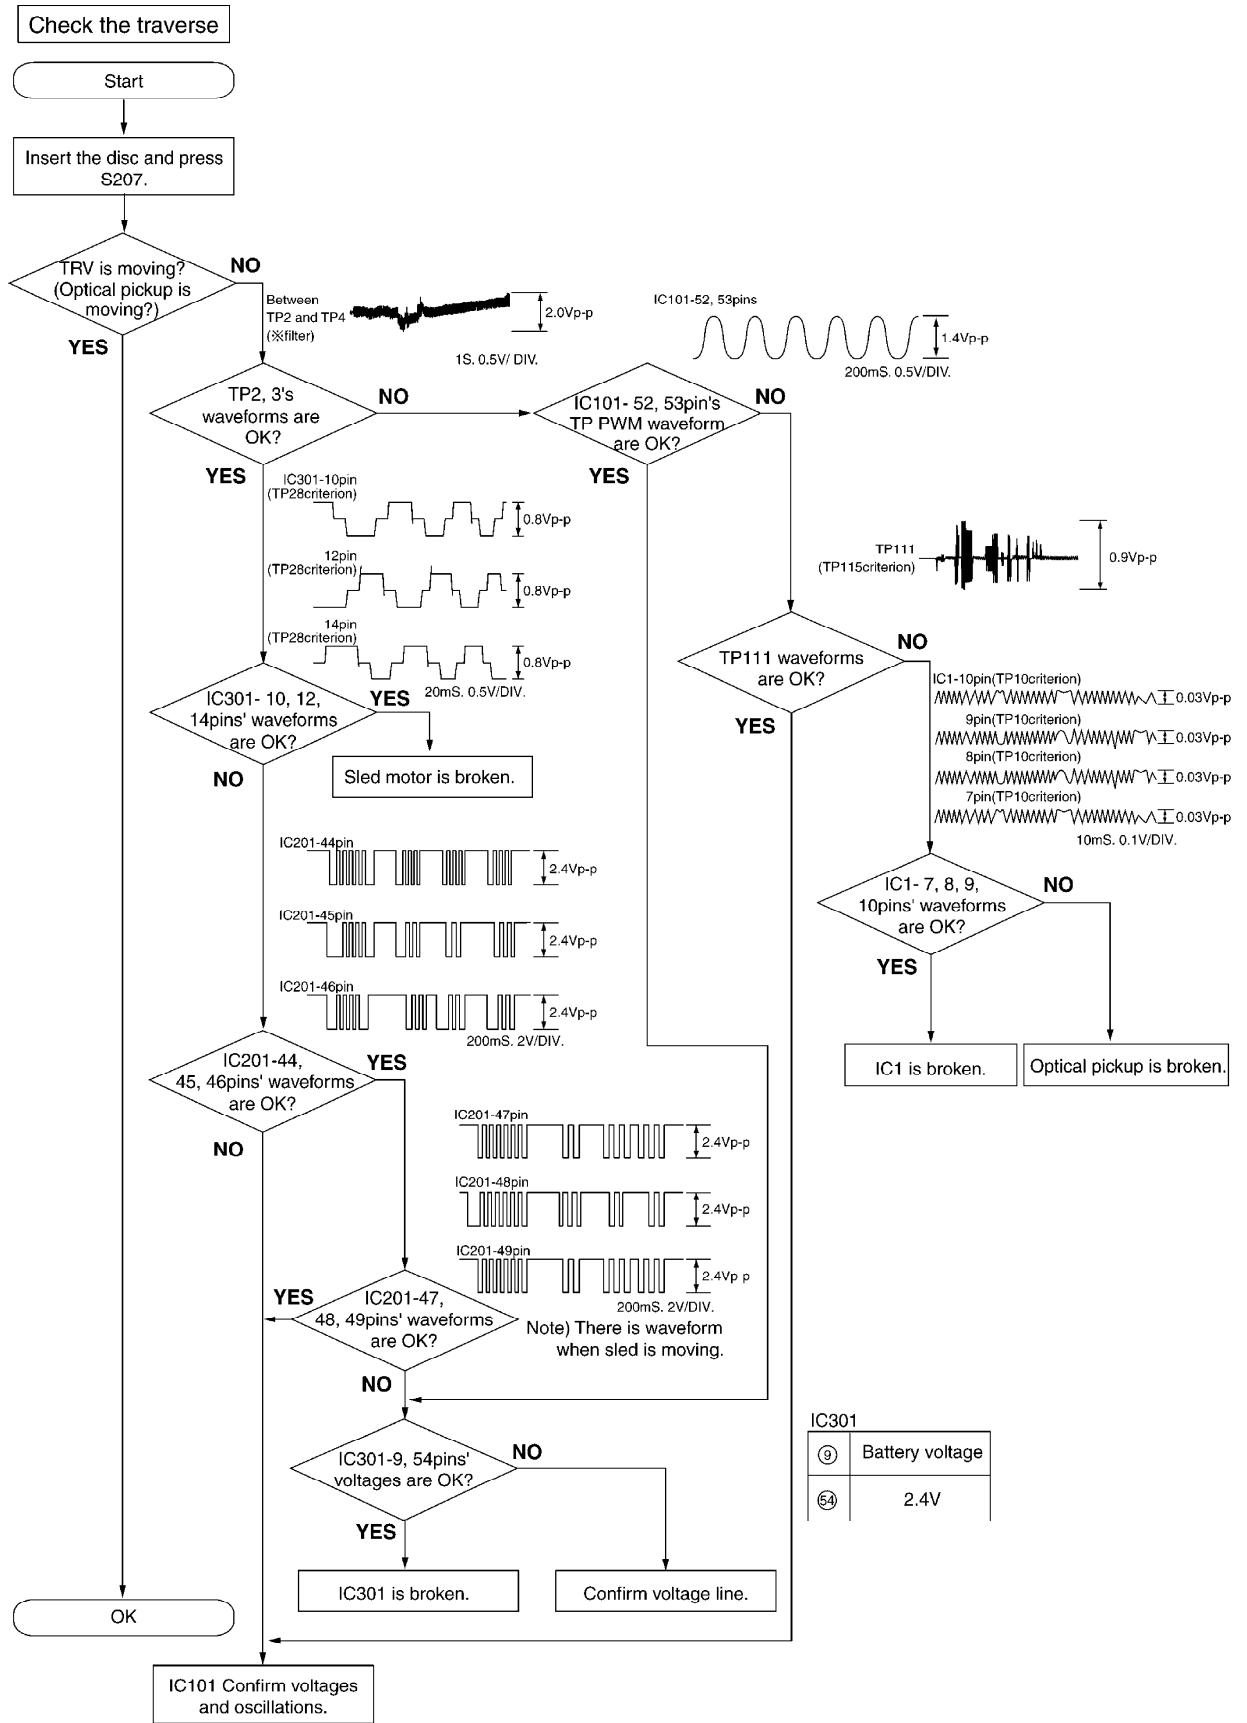 Check the traverse
Start
Insert the disc and press
S207.
TRV is moving?
(Optical pickup is
moving?)
NO
YES
Between
TP2 and TP4
(※filter)
2.0Vp-p
1S. 0.5V/ DIV.
IC101-52, 53pins
1.4Vp-p
200mS. 0.5V/DIV.
TP2, 3's
waveforms are
OK?
NO
YES
IC101- 52, 53pin's
TP PWM waveform
are OK?
NO
YES
IC301-10pin
(TP28criterion)
0.8Vp-p
12pin
(TP28criterion)
0.8Vp-p
14pin
(TP28criterion)
0.8Vp-p
20mS. 0.5V/DIV.
TP111
(TP115criterion)
0.9Vp-p
TP111 waveforms
are OK?
NO
YES
IC301- 10, 12,
14pins' waveforms
are OK?
YES
NO
Sled motor is broken.
IC1-10pin(TP10criterion)
0.03Vp-p
9pin(TP10criterion)
0.03Vp-p
8pin(TP10criterion)
0.03Vp-p
7pin(TP10criterion)
0.03Vp-p
10mS. 0.1V/DIV.
IC1- 7, 8, 9,
10pins' waveforms
are OK?
NO
YES
IC1 is broken.
Optical pickup is broken.
IC201-44pin
2.4Vp-p
IC201-45pin
2.4Vp-p
IC201-46pin
2.4Vp-p
200mS. 2V/DIV.
IC201-44,
45, 46pins' waveforms
are OK?
YES
NO
IC201-47pin
2.4Vp-p
IC201-48pin
2.4Vp-p
IC201-49pin
2.4Vp-p
200mS. 2V/DIV.
Note) There is waveform
when sled is moving.
IC201-47,
48, 49pins' waveforms
are OK?
YES
NO
IC301-9, 54pins'
voltages are OK?
NO
YES
IC301
9 Battery voltage
54 2.4V
IC301 is broken.
Confirm voltage line.
OK
IC101 Confirm voltages
and oscillations.